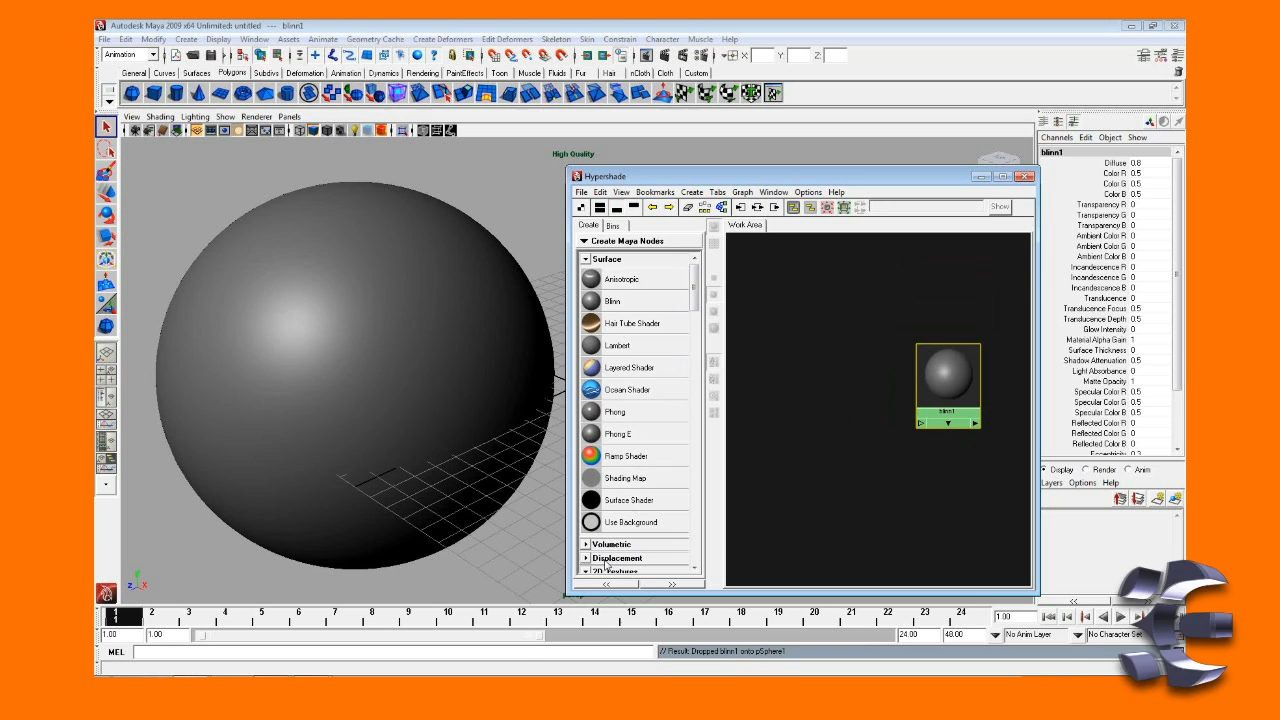 Autodesk Maya 2009 x64 Unlimited: untitled --- blinn1
File Edit Modify Create Display Window Assets Animate Geometry Cache Create Deformers Edit Deformers Skeleton Skin Constrain Character Muscle Help
Animation X: Y: Z:
General Curves Surfaces Polygons Subdivs Deformation Animation Dynamics Rendering PaintEffects Toon Muscle Fluids Fur Hair nCloth Cloth Custom
View Shading Lighting Show Renderer Panels
High Quality
Channels Edit Object Show
blinn1
Diffuse 0.8
Color R 0.5
Color G 0.5
Color B 0.5
Transparency R 0
Transparency G 0
Transparency B 0
Ambient Color R 0
Ambient Color G 0
Ambient Color B 0
Incandescence R 0
Incandescence G 0
Incandescence B 0
Translucence 0
Translucence Focus 0.5
Translucence Depth 0.5
Glow Intensity 0
Material Alpha Gain 1
Surface Thickness 0
Shadow Attenuation 0.5
Light Absorbance 0
Matte Opacity 1
Specular Color R 0.5
Specular Color G 0.5
Specular Color B 0.5
Reflected Color R 0
Reflected Color G 0
Reflected Color B 0
Eccentricity 0.3
Display Render Anim
Layers Options Help
Hypershade
File Edit View Bookmarks Create Tabs Graph Window Options Help
Show
Create Bins
Work Area
Create Maya Nodes
Surface
Anisotropic
Blinn
Hair Tube Shader
Lambert
Layered Shader
Ocean Shader
Phong
Phong E
Ramp Shader
Shading Map
Surface Shader
Use Background
Volumetric
Displacement
2D Textures
<< >>
blinn1
y
z x
persp
<< >>
1 2 3 4 5 6 7 8 9 10 11 12 13 14 15 16 17 18 19 20 21 22 23 24
1
1.00
1.00 1.00 24.00 48.00 No Anim Layer No Character Set
MEL // Result: Dropped blinn1 onto pSphere1